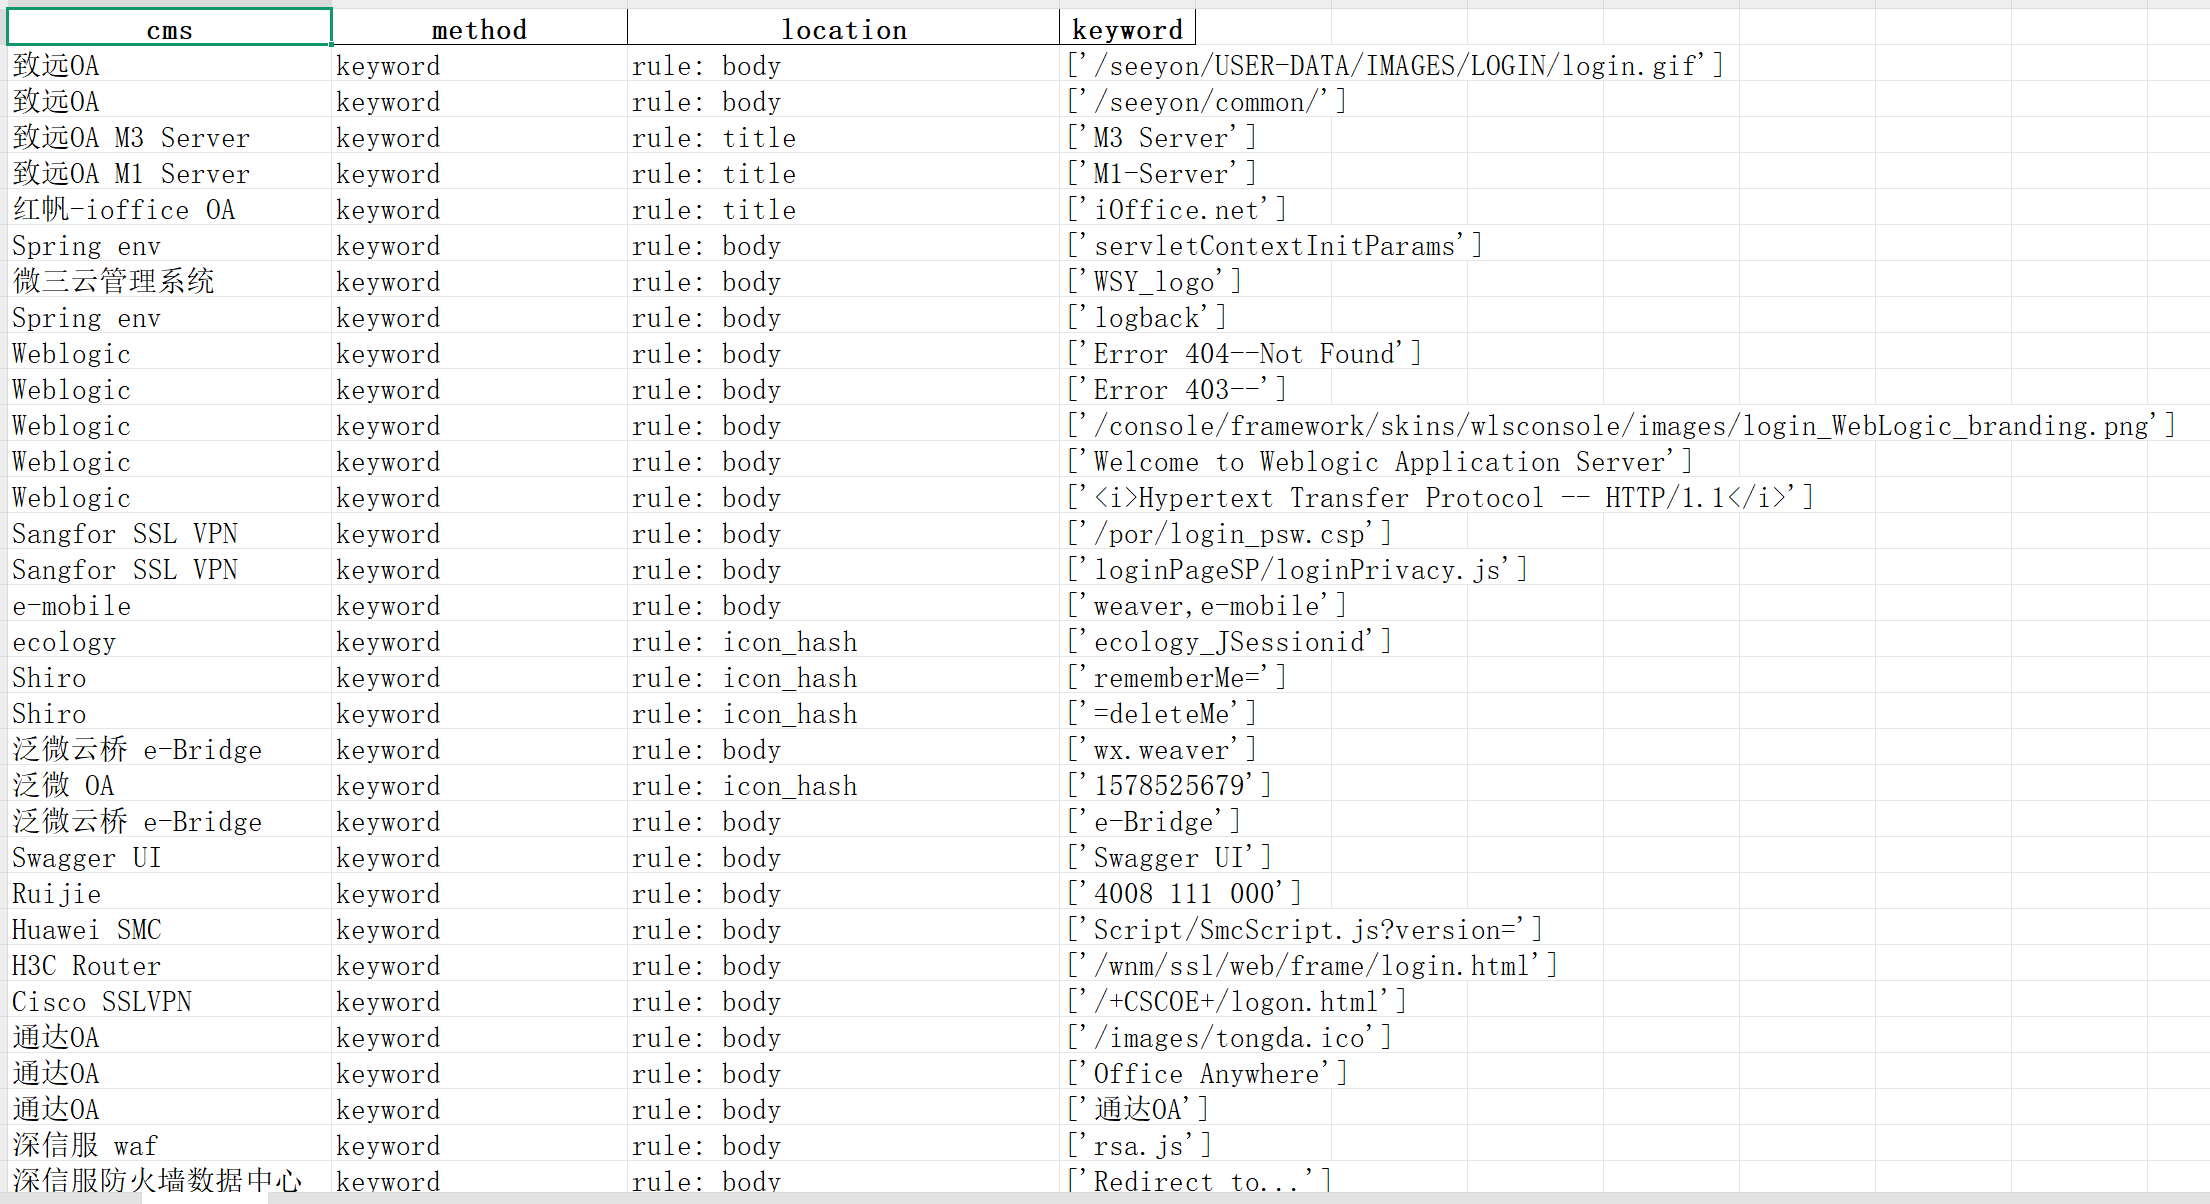 cms method location keyword
致远OA keyword rule: body ['/seeyon/USER-DATA/IMAGES/LOGIN/login.gif']
致远OA keyword rule: body ['/seeyon/common/']
致远OA M3 Server keyword rule: title ['M3 Server']
致远OA M1 Server keyword rule: title ['M1-Server']
红帆-ioffice OA keyword rule: title ['iOffice.net']
Spring env keyword rule: body ['servletContextInitParams']
微三云管理系统 keyword rule: body ['WSY_logo']
Spring env keyword rule: body ['logback']
Weblogic keyword rule: body ['Error 404--Not Found']
Weblogic keyword rule: body ['Error 403--']
Weblogic keyword rule: body ['/console/framework/skins/wlsconsole/images/login_WebLogic_branding.png']
Weblogic keyword rule: body ['Welcome to Weblogic Application Server']
Weblogic keyword rule: body ['<i>Hypertext Transfer Protocol -- HTTP/1.1</i>']
Sangfor SSL VPN keyword rule: body ['/por/login_psw.csp']
Sangfor SSL VPN keyword rule: body ['loginPageSP/loginPrivacy.js']
e-mobile keyword rule: body ['weaver,e-mobile']
ecology keyword rule: icon_hash ['ecology_JSessionid']
Shiro keyword rule: icon_hash ['rememberMe=']
Shiro keyword rule: icon_hash ['=deleteMe']
泛微云桥 e-Bridge keyword rule: body ['wx.weaver']
泛微 OA keyword rule: icon_hash ['1578525679']
泛微云桥 e-Bridge keyword rule: body ['e-Bridge']
Swagger UI keyword rule: body ['Swagger UI']
Ruijie keyword rule: body ['4008 111 000']
Huawei SMC keyword rule: body ['Script/SmcScript.js?version=']
H3C Router keyword rule: body ['/wnm/ssl/web/frame/login.html']
Cisco SSLVPN keyword rule: body ['/+CSCOE+/logon.html']
通达OA keyword rule: body ['/images/tongda.ico']
通达OA keyword rule: body ['Office Anywhere']
通达OA keyword rule: body ['通达OA']
深信服 waf keyword rule: body ['rsa.js']
深信服防火墙数据中心 keyword rule: body ['Redirect to...']